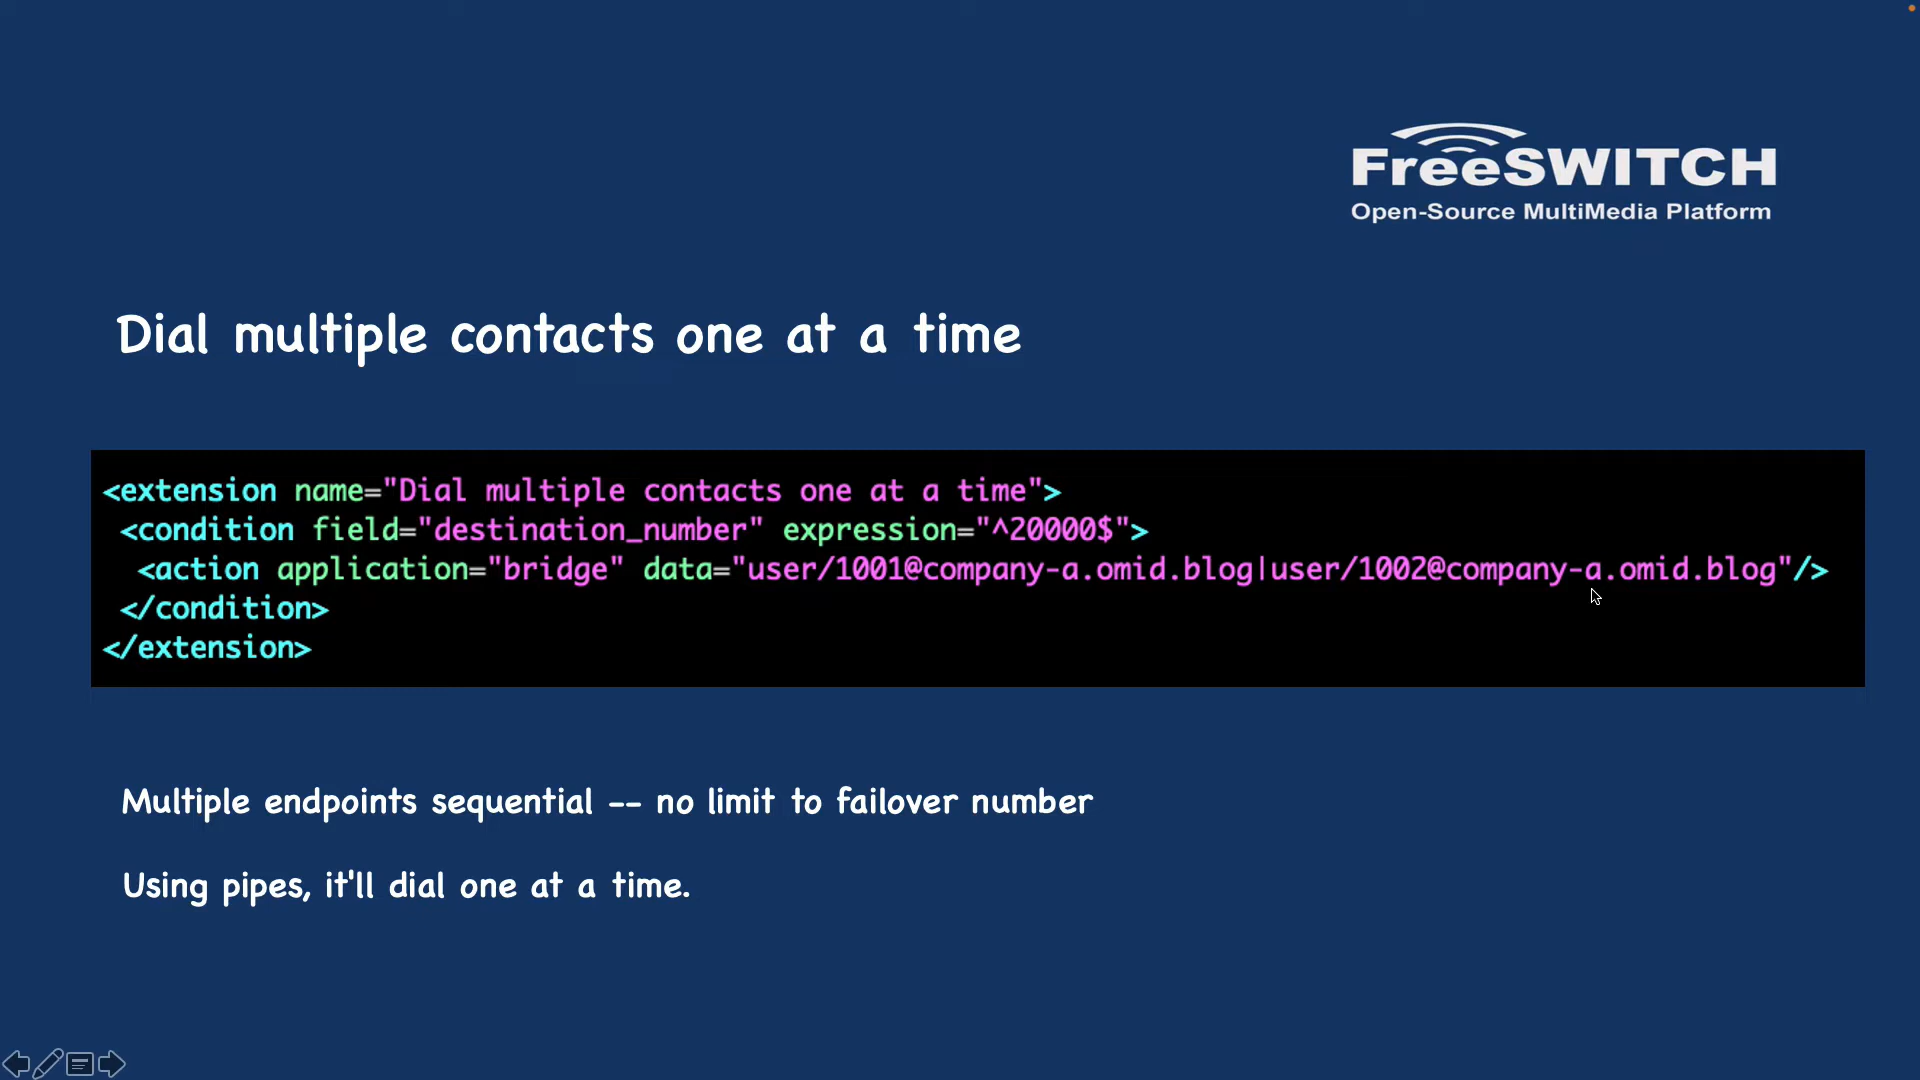 FreeSWITCH
Open-Source MultiMedia Platform
Dial multiple contacts one at a time
<extension name="Dial multiple contacts one at a time">
<condition field="destination_number" expression="^20000$">
<action application="bridge" data="user/1001@company-a.omid.blog|user/1002@company-a.omid.blog"/>
</condition>
</extension>
Multiple endpoints sequential -- no limit to failover number
Using pipes, it'll dial one at a time.